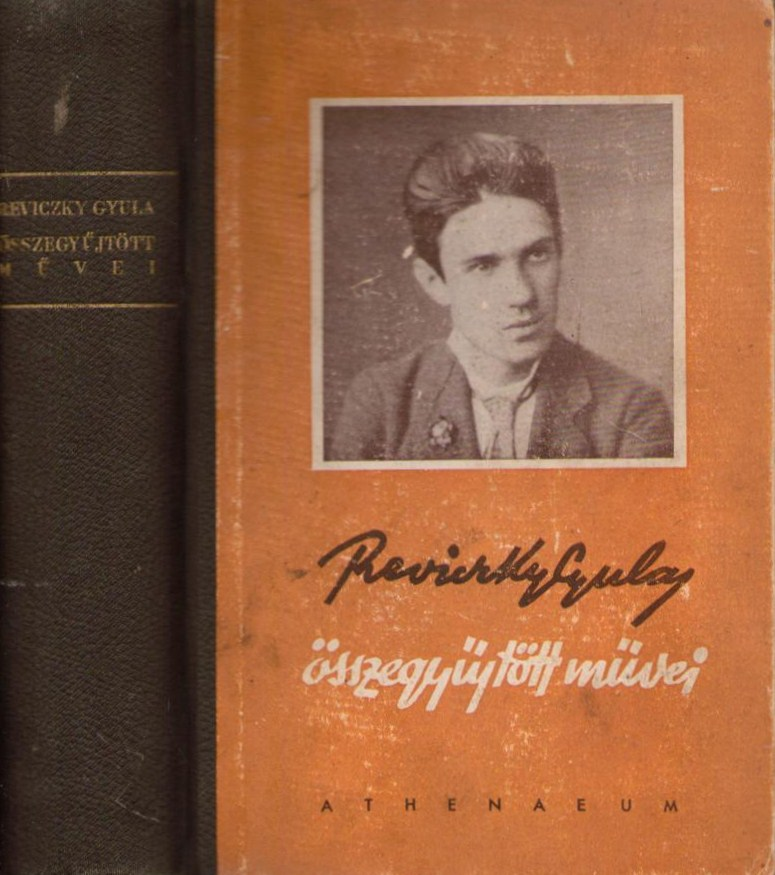 REVICZKY GYULA
ÖSSZEGYŰJTÖTT
MŰVEI
Reviczky Gyula
összegyűjtött művei
ATHENAEUM